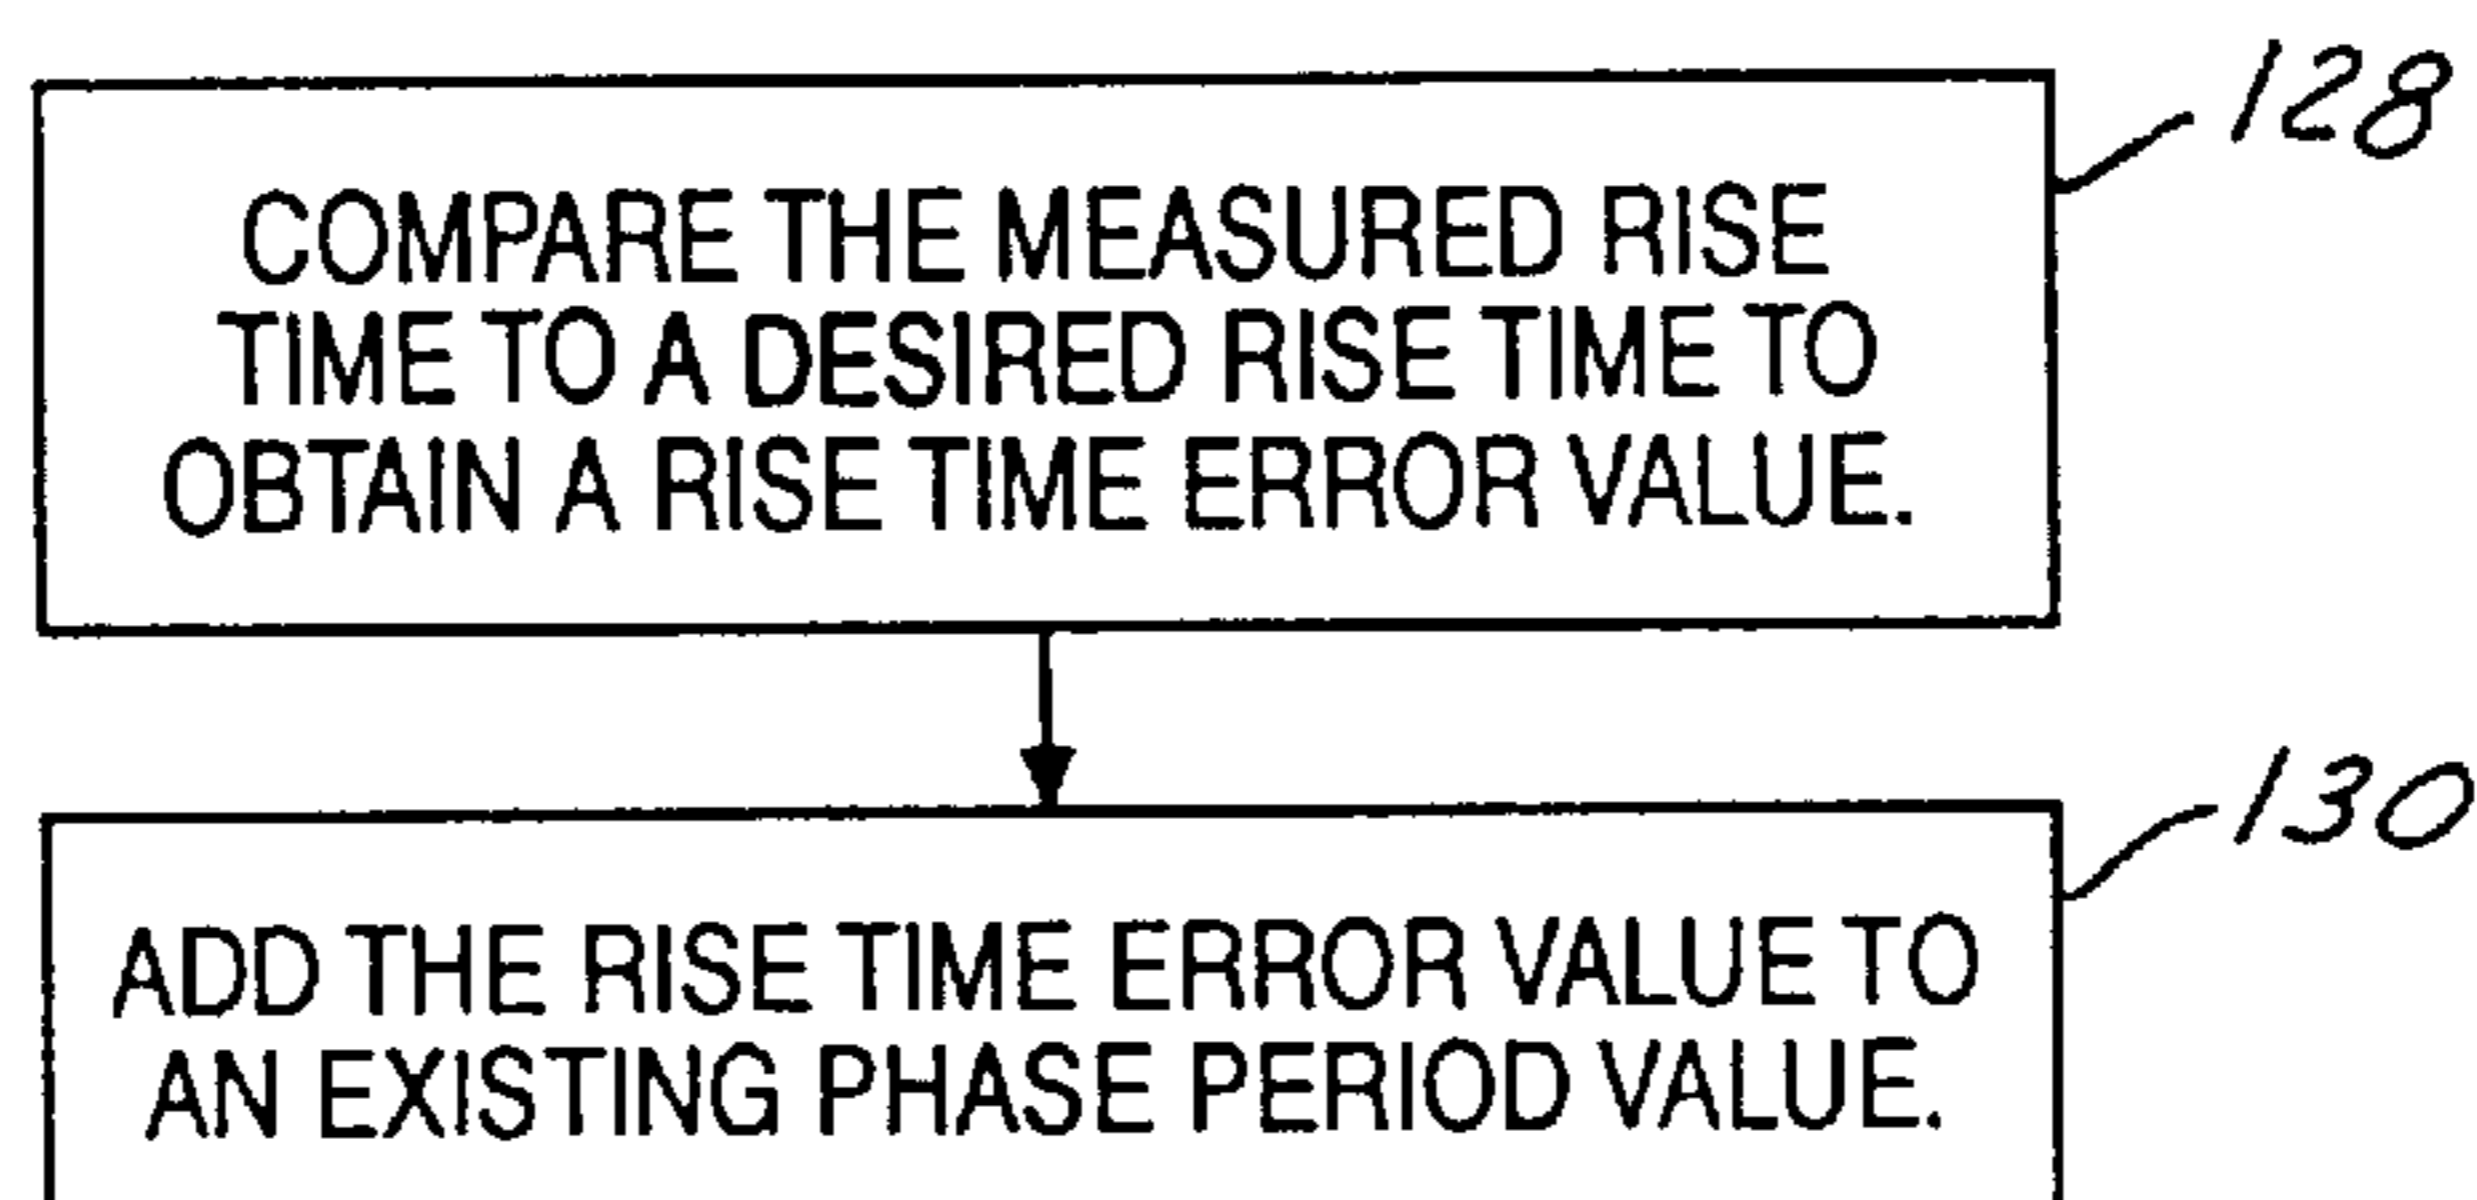 128
COMPARE THE MEASURED RISE
TIME TO A DESIRED RISE TIME TO
OBTAIN A RISE TIME ERROR VALUE.
130
ADD THE RISE TIME ERROR VALUE TO
AN EXISTING PHASE PERIOD VALUE.